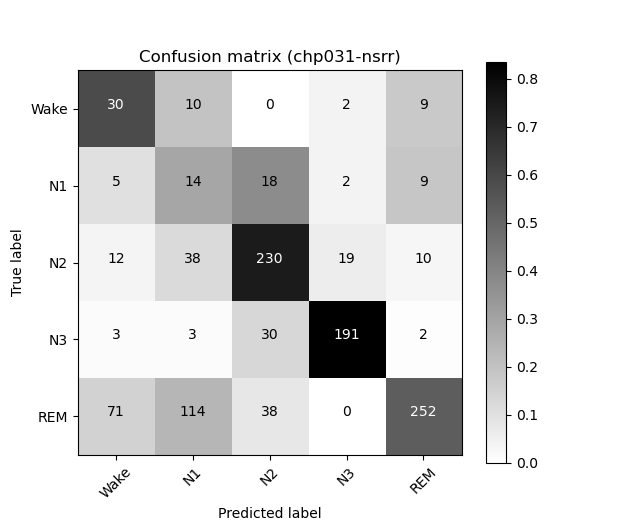 Confusion matrix (chp031-nsrr)
Wake 30 10 0 2 9
N1 5 14 18 2 9
N2 12 38 230 19 10
N3 3 3 30 191 2
REM 71 114 38 0 252
Wake N1 N2 N3 REM
True label
Predicted label
0.8
0.7
0.6
0.5
0.4
0.3
0.2
0.1
0.0